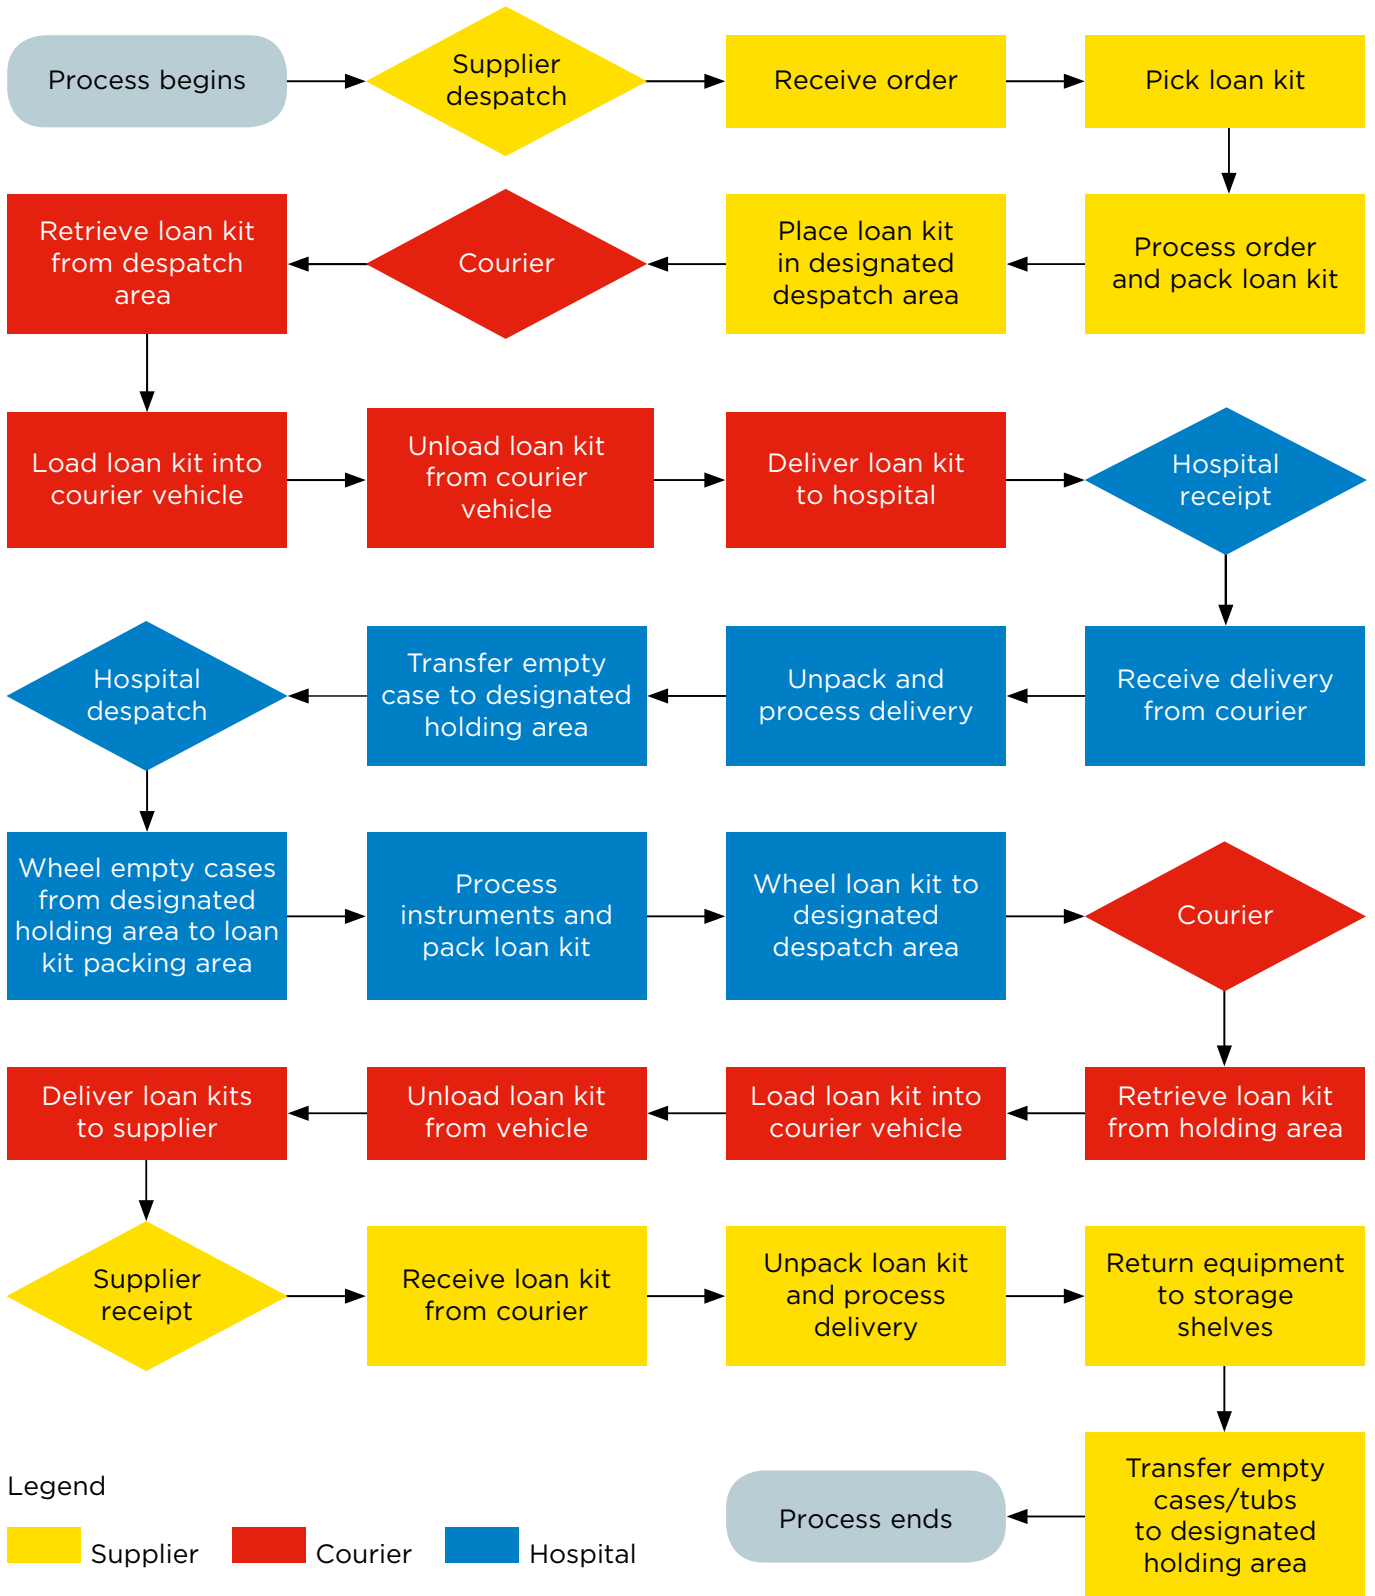 Process begins
Supplier
despatch
Receive order
Pick loan kit
Retrieve loan kit
from despatch
area
Courier
Place loan kit
in designated
despatch area
Process order
and pack loan kit
Load loan kit into
courier vehicle
Unload loan kit
from courier
vehicle
Deliver loan kit
to hospital
Hospital
receipt
Hospital
despatch
Transfer empty
case to designated
holding area
Unpack and
process delivery
Receive delivery
from courier
Wheel empty cases
from designated
holding area to loan
kit packing area
Process
instruments and
pack loan kit
Wheel loan kit to
designated
despatch area
Courier
Deliver loan kits
to supplier
Unload loan kit
from vehicle
Load loan kit into
courier vehicle
Retrieve loan kit
from holding area
Supplier
receipt
Receive loan kit
from courier
Unpack loan kit
and process
delivery
Return equipment
to storage
shelves
Transfer empty
cases/tubs
to designated
holding area
Process ends
Legend
Supplier
Courier
Hospital